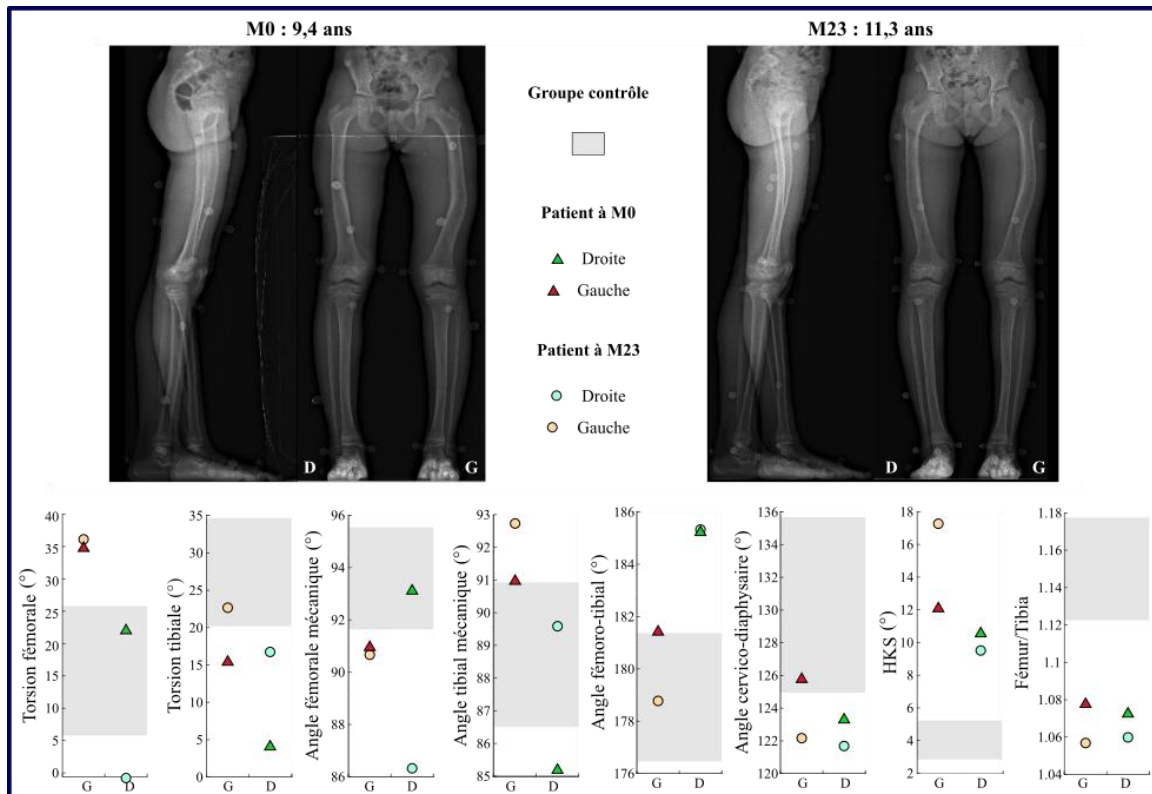 M0 : 9,4 ans
M23 : 11,3 ans
Groupe contrôle
Patient à M0
Droite
Gauche
Patient à M23
Droite
Gauche
D
G
D
G
Torsion fémorale (°)
40
35
30
25
20
15
10
5
0
G
D
Torsion tibiale (°)
35
30
25
20
15
10
5
0
G
D
Angle fémorale mécanique (°)
96
94
92
90
88
86
G
D
Angle tibial mécanique (°)
93
92
91
90
89
88
87
86
85
G
D
Angle fémoro-tibial (°)
186
184
182
180
178
176
G
D
Angle cervico-diaphysaire (°)
136
134
132
130
128
126
124
122
120
G
D
HKS (°)
18
16
14
12
10
8
6
4
2
G
D
Fémur/Tibia
1.18
1.16
1.14
1.12
1.1
1.08
1.06
1.04
G
D